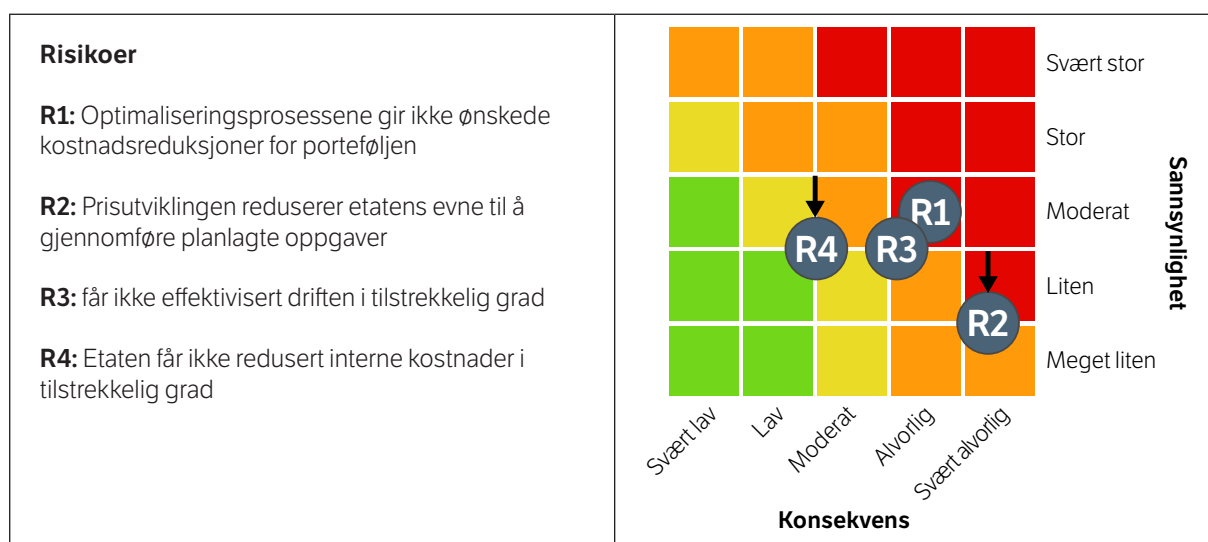 Risikoer
R1: Optimaliseringsprosessene gir ikke ønskede
kostnadsreduksjoner for porteføljen
R2: Prisutviklingen reduserer etatens evne til å
gjennomføre planlagte oppgaver
R3: får ikke effektivisert driften i tilstrekkelig grad
R4: Etaten får ikke redusert interne kostnader i
tilstrekkelig grad
Svært stor
Stor
Moderat
Liten
Meget liten
Sannsynlighet
R1
R4
R3
R2
Svært lav
Lav
Moderat
Alvorlig
Svært alvorlig
Konsekvens